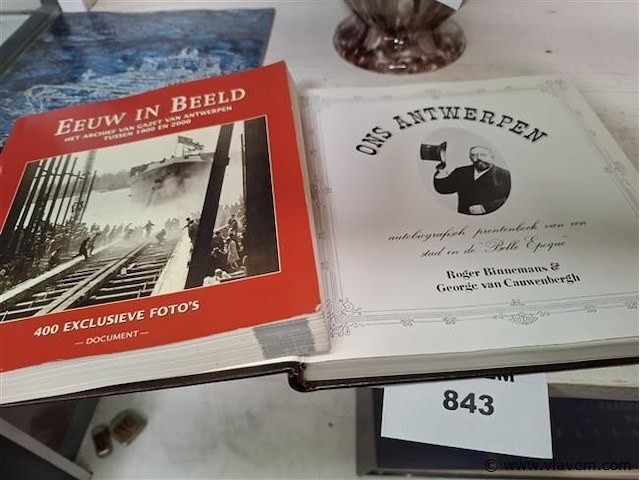 EEUW IN BEELD
HET ARCHIEF VAN GAZET VAN ANTWERPEN
TUSSEN 1900 EN 2000
400 EXCLUSIEVE FOTO'S
—DOCUMENT—
ONS ANTWERPEN
autobiografisch prentenboek van een
stad in de "Belle Epoque"
Roger Binnemans &
George van Cauwenbergh
843
© www.vlavem.com